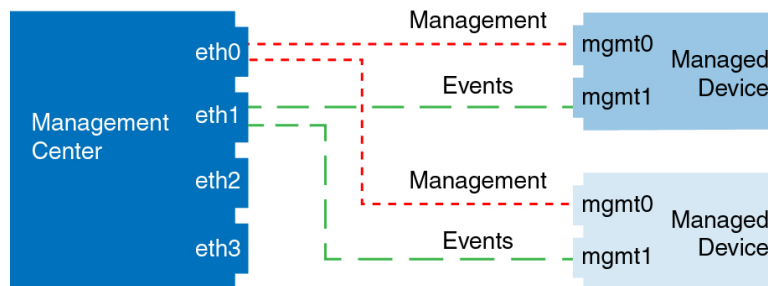 Management
eth0
mgmt0
Managed
Device
Events
eth1
mgmt1
Management
Center
eth2
Management
mgmt0
Managed
Device
eth3
Events
mgmt1